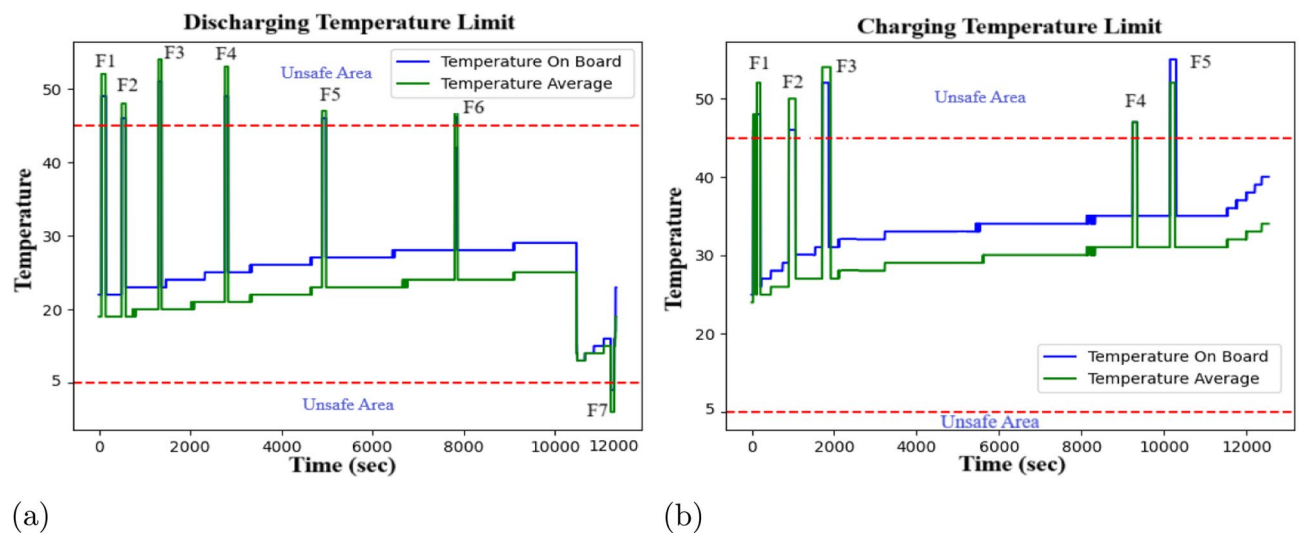 Discharging Temperature Limit
F1
F2
F3
F4
F5
F6
F7
Unsafe Area
Temperature On Board
Temperature Average
Unsafe Area
50
40
30
20
5
Temperature
0
2000
4000
6000
8000
10000
12000
Time (sec)
(a)
Charging Temperature Limit
F1
F2
F3
F4
F5
Unsafe Area
Temperature On Board
Temperature Average
Unsafe Area
50
40
30
20
5
Temperature
0
2000
4000
6000
8000
10000
12000
Time (sec)
(b)